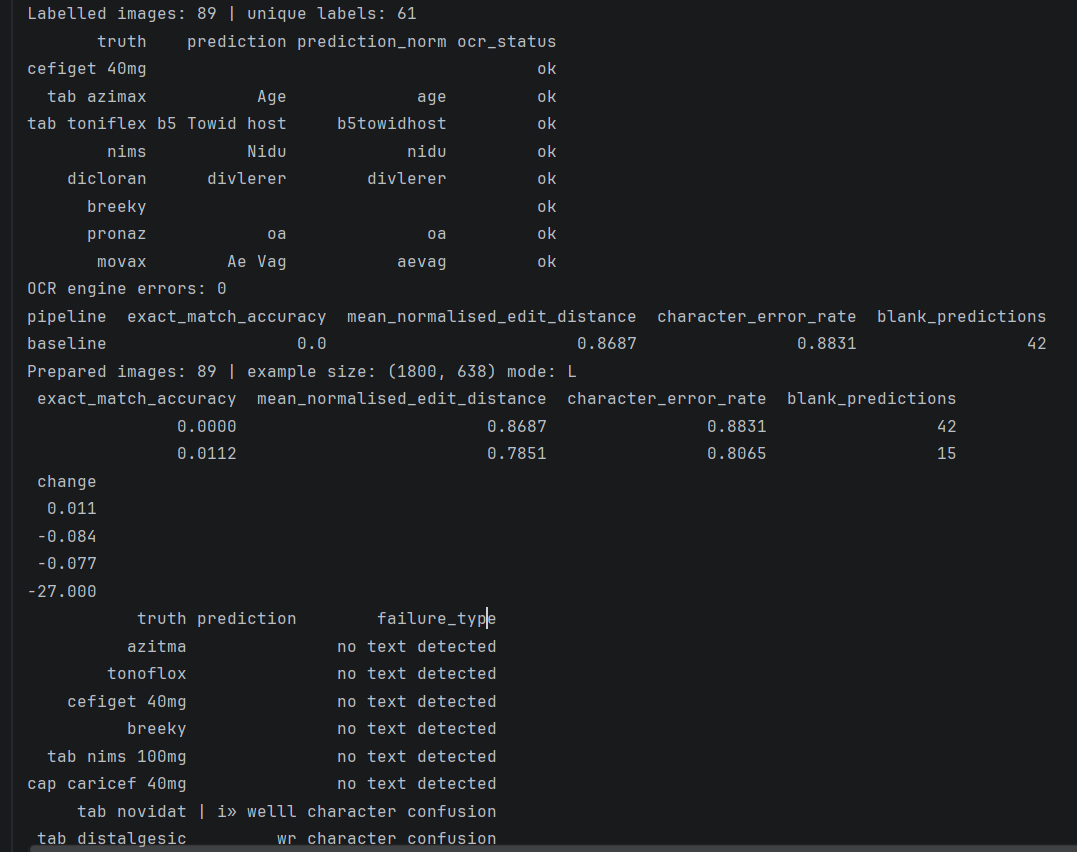 Labelled images: 89 | unique labels: 61
truth prediction prediction_norm ocr_status
cefiget 40mg ok
tab azimax Age age ok
tab toniflex b5 Towid host b5towidhost ok
nims Nidu nidu ok
dicloran divlerer divlerer ok
breeky ok
pronaz oa oa ok
movax Ae Vag aevag ok
OCR engine errors: 0
pipeline exact_match_accuracy mean_normalised_edit_distance character_error_rate blank_predictions
baseline 0.0 0.8687 0.8831 42
Prepared images: 89 | example size: (1800, 638) mode: L
exact_match_accuracy mean_normalised_edit_distance character_error_rate blank_predictions
0.0000 0.8687 0.8831 42
0.0112 0.7851 0.8065 15
change
0.011
-0.084
-0.077
-27.000
truth prediction failure_type
azitma no text detected
tonoflox no text detected
cefiget 40mg no text detected
breeky no text detected
tab nims 100mg no text detected
cap caricef 40mg no text detected
tab novidat | i» welll character confusion
tab distalgesic wr character confusion